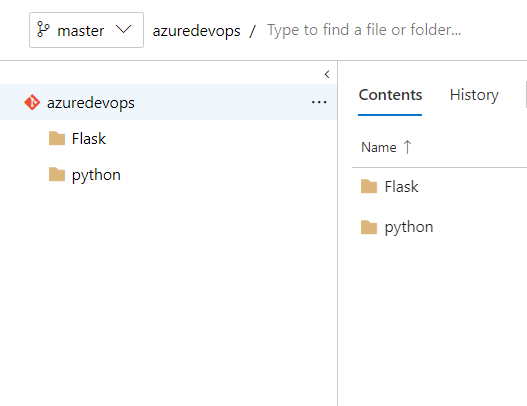 master azuredevops / Type to find a file or folder...
azuredevops ...
Flask
python
Contents History
Name ↑
Flask
python